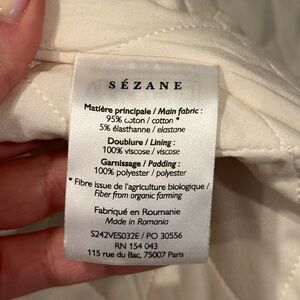 SÉZANE
Matière principale / Main fabric :
95% coton / cotton *
5% élasthanne / elastane
Doublure / Lining :
100% viscose / viscose
Garnissage / Padding :
100% polyester / polyester
* Fibre issue de l'agriculture biologique /
Fiber from organic farming
Fabriqué en Roumanie
Made in Romania
S242VES032E / PO 30556
RN 154 043
115 rue du Bac, 75007 Paris